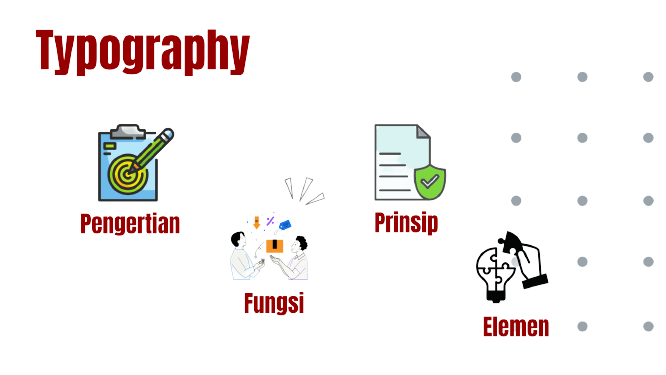 Typography
Pengertian
Fungsi
Prinsip
Elemen